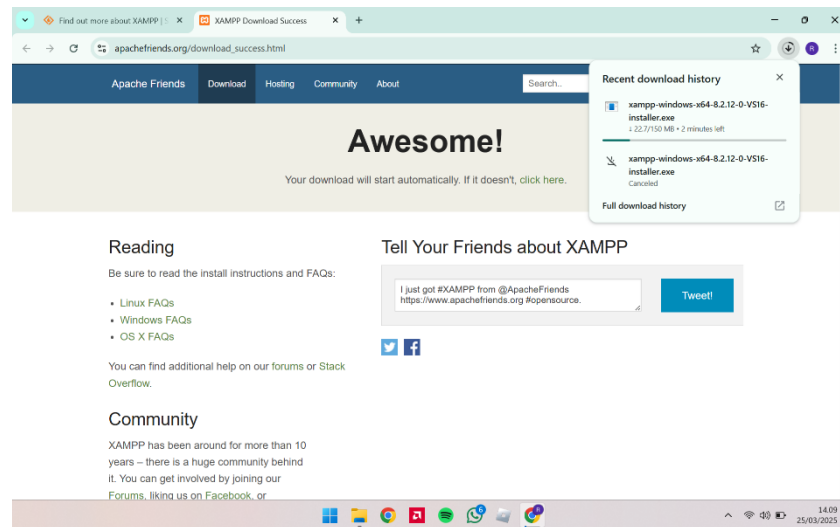 Find out more about XAMPP |
XAMPP Download Success
apachefriends.org/download_success.html
R
Apache Friends
Download
Hosting
Community
About
Search..
Recent download history
xampp-windows-x64-8.2.12-0-VS16-
installer.exe
↓ 22.7/150 MB • 2 minutes left
xampp-windows-x64-8.2.12-0-VS16-
installer.exe
Canceled
Full download history
Awesome!
Your download will start automatically. If it doesn't, click here.
Reading
Be sure to read the install instructions and FAQs:
• Linux FAQs
• Windows FAQs
• OS X FAQs
You can find additional help on our forums or Stack
Overflow.
Community
XAMPP has been around for more than 10
years – there is a huge community behind
it. You can get involved by joining our
Forums, liking us on Facebook, or
Tell Your Friends about XAMPP
I just got #XAMPP from @ApacheFriends
https://www.apachefriends.org #opensource.
Tweet!
14.03
25/03/2025